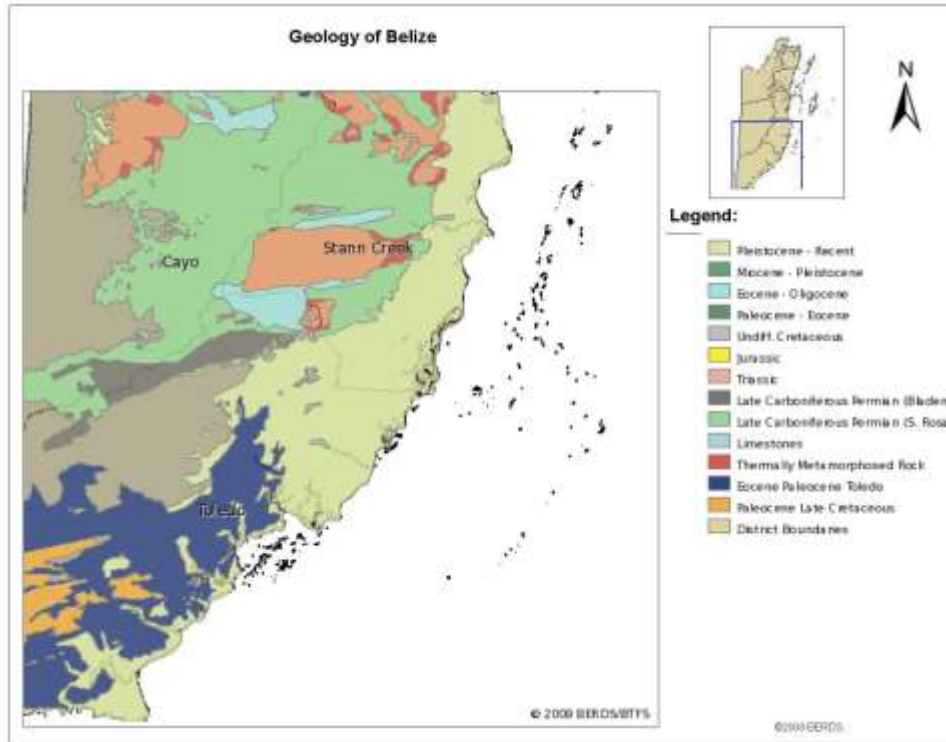 Geology of Belize
N
Legend:
Pleistocene - Recent
Miocene - Pleistocene
Eocene - Oligocene
Paleocene - Eocene
Undiff. Cretaceous
Jurassic
Triassic
Late Carboniferous Permian (Bladen
Late Carboniferous Permian (S. Rosa
Limestones
Thermally Metamorphosed Rock
Eocene Paleocene Toledo
Paleocene Late Cretaceous
District Boundaries
Stann Creek
Cayo
Toledo
© 2009 BERDS/BTFS
©2009 BERDS